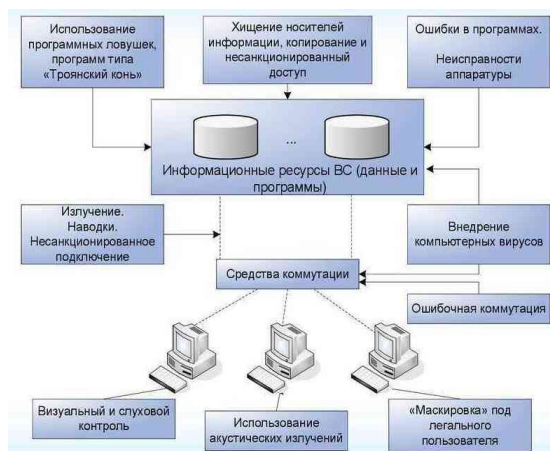 Использование
программных ловушек,
программ типа
«Троянский конь»
Хищение носителей
информации, копирование и
несанкционированный
доступ
Ошибки в программах.
Неисправности
аппаратуры
...
Информационные ресурсы ВС (данные и
программы)
Излучение.
Наводки.
Несанкционированное
подключение
Внедрение
компьютерных вирусов
Средства коммутации
Ошибочная коммутация
Визуальный и слуховой
контроль
Использование
акустических излучений
«Маскировка» под
легального
пользователя